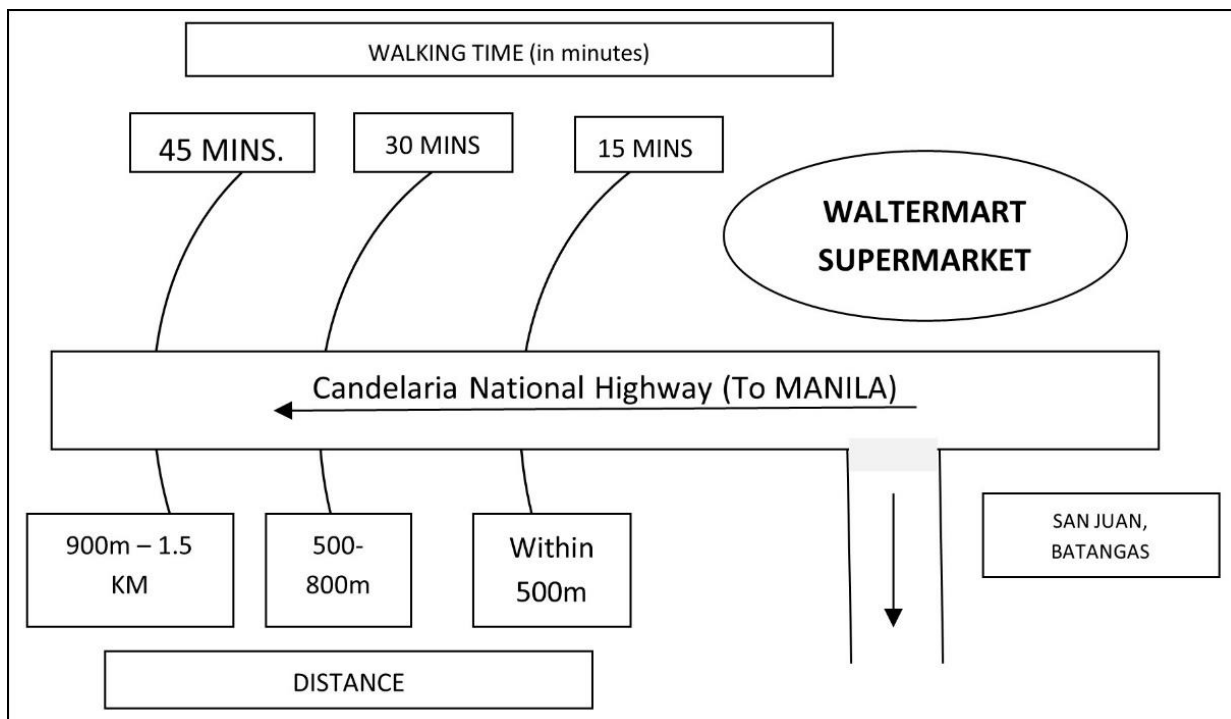 WALKING TIME (in minutes)
45 MINS.
30 MINS
15 MINS
WALTERMART
SUPERMARKET
Candelaria National Highway (To MANILA)
900m – 1.5
KM
500-
800m
Within
500m
SAN JUAN,
BATANGAS
DISTANCE